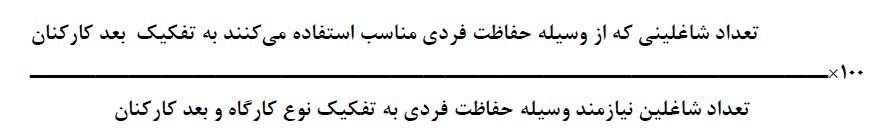 تعداد شاغلینی که از وسیله حفاظت فردی مناسب استفاده می‌کنند به تفکیک بعد کارکنان
×۱۰۰
تعداد شاغلین نیازمند وسیله حفاظت فردی به تفکیک نوع کارگاه و بعد کارکنان